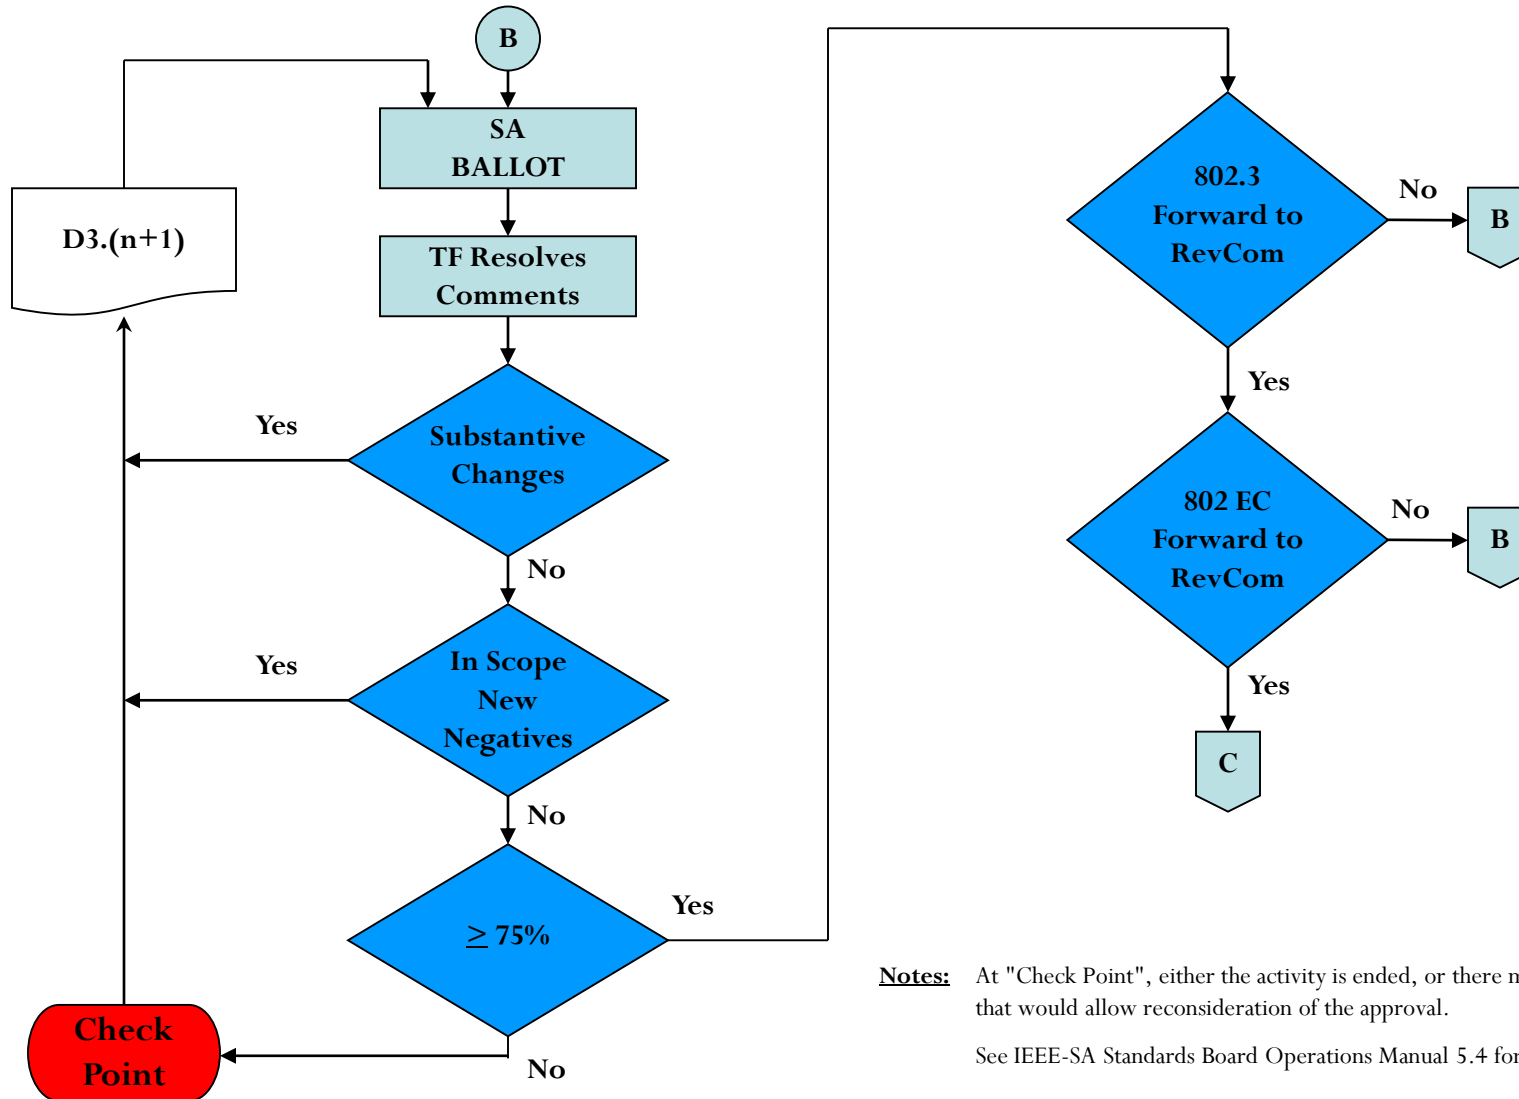 B
SA
BALLOT
D3.(n+1)
TF Resolves
Comments
Yes
Substantive
Changes
No
Yes
In Scope
New
Negatives
No
≥ 75%
Yes
Check
Point
No
802.3
Forward to
RevCom
No
B
Yes
802 EC
Forward to
RevCom
No
B
Yes
C
Notes: At "Check Point", either the activity is ended, or there
that would allow reconsideration of the approval.
See IEEE-SA Standards Board Operations Manual 5.4 for